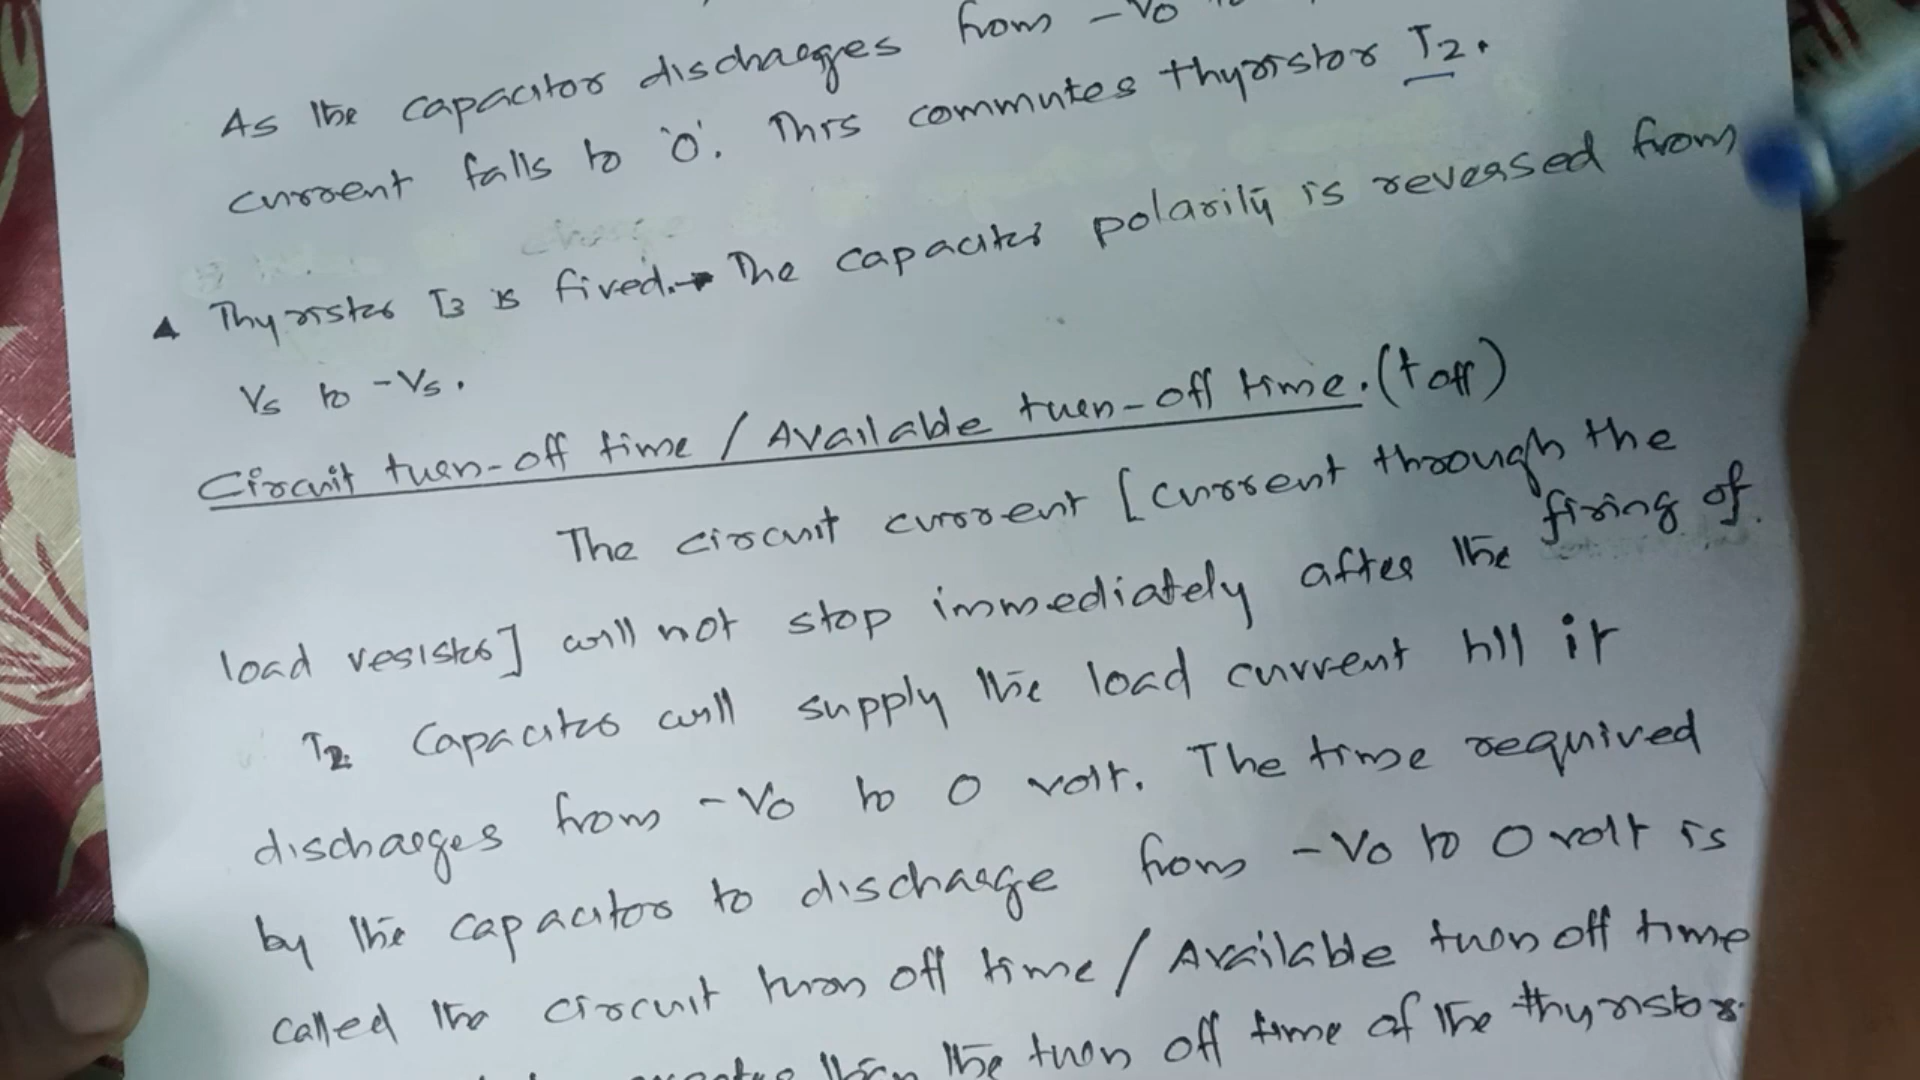 As the capacitor discharges from -Vo
current falls to '0'. This commutes thyristor T2.
▲ Thyristor T3 is fired. → The capacitor polarity is reversed from
Vs to -Vs.
Circuit turn-off time / Available turn-off time. (t off)
The circuit current [current through the
load resistor] will not stop immediately after the firing of
T2. Capacitor will supply the load current till it
discharges from -Vo to 0 volt. The time required
by the capacitor to discharge from -Vo to 0 volt is
called the circuit turn off time / Available turn off time
than the turn off time of the thyristor.